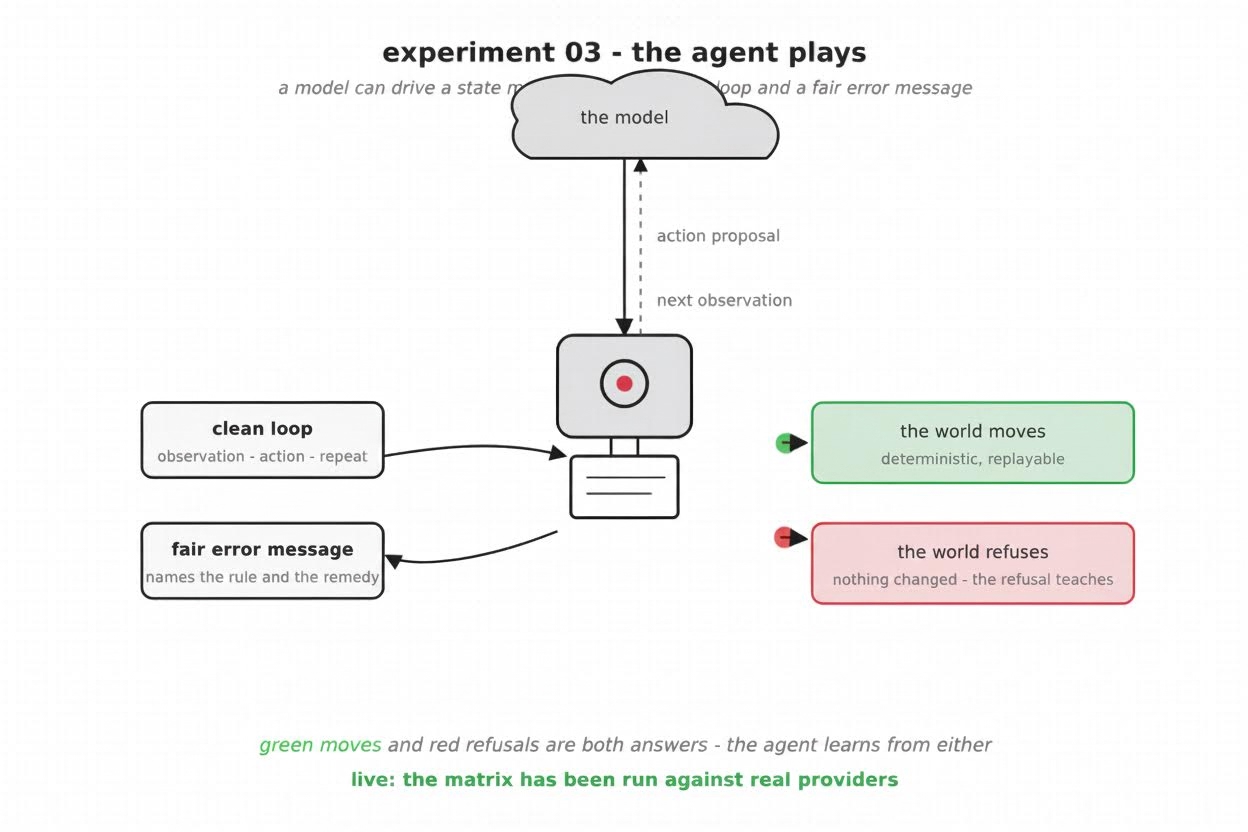 experiment 03 - the agent plays
a model can drive a state loop and a fair error message
the model
action proposal
next observation
clean loop
observation - action - repeat
the world moves
deterministic, replayable
fair error message
names the rule and the remedy
the world refuses
nothing changed - the refusal teaches
green moves and red refusals are both answers - the agent learns from either
live: the matrix has been run against real providers